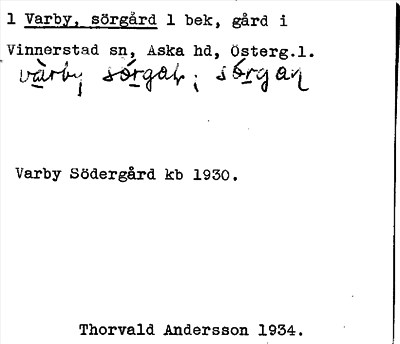 1 Varby, sörgård 1 bek, gård i
Vinnerstad sn, Aska hd, Österg.l.
Varby Södergård kb 1930.
Thorvald Andersson 1934.